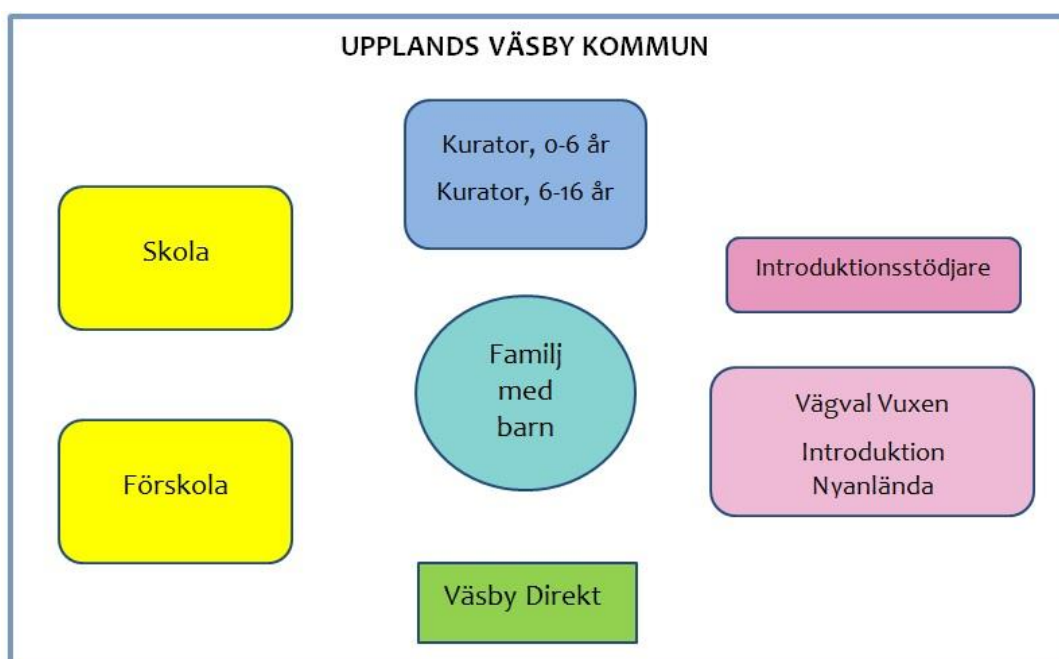 UPPLANDS VÄSBY KOMMUN
Kurator, 0-6 år
Kurator, 6-16 år
Skola
Introduktionsstödjare
Familj
med
barn
Vägval Vuxen
Introduktion
Nyanlända
Förskola
Väsby Direkt